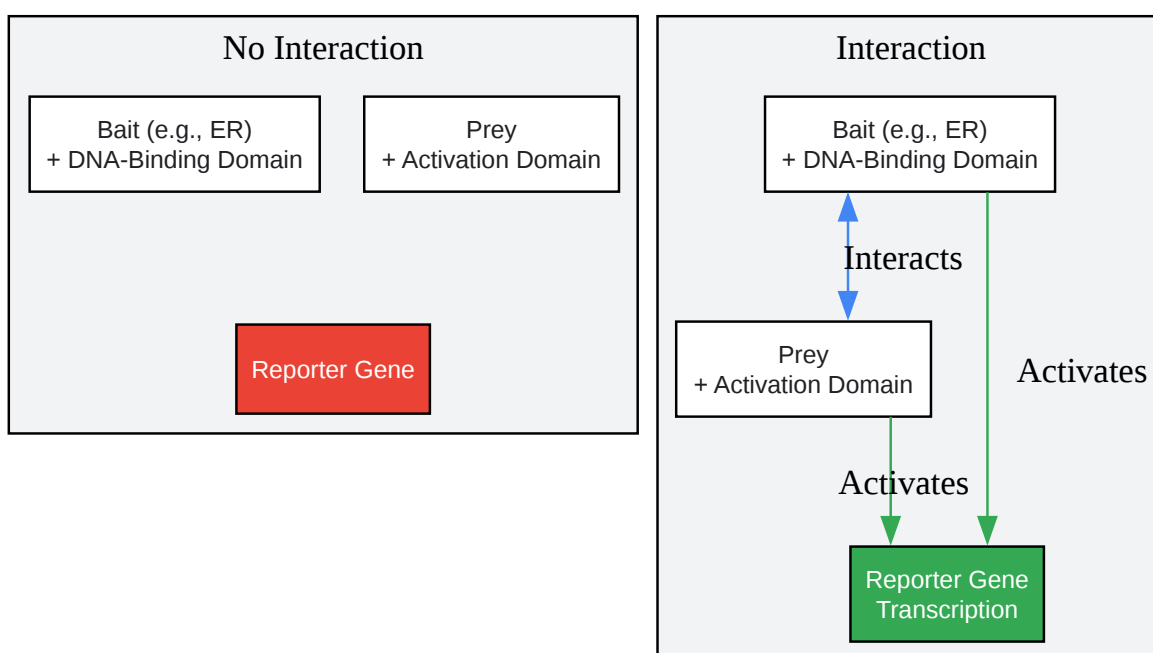 No Interaction
Bait (e.g., ER)
+ DNA-Binding Domain
Prey
+ Activation Domain
Reporter Gene
Interaction
Bait (e.g., ER)
+ DNA-Binding Domain
Interacts
Prey
+ Activation Domain
Activates
Activates
Reporter Gene
Transcription